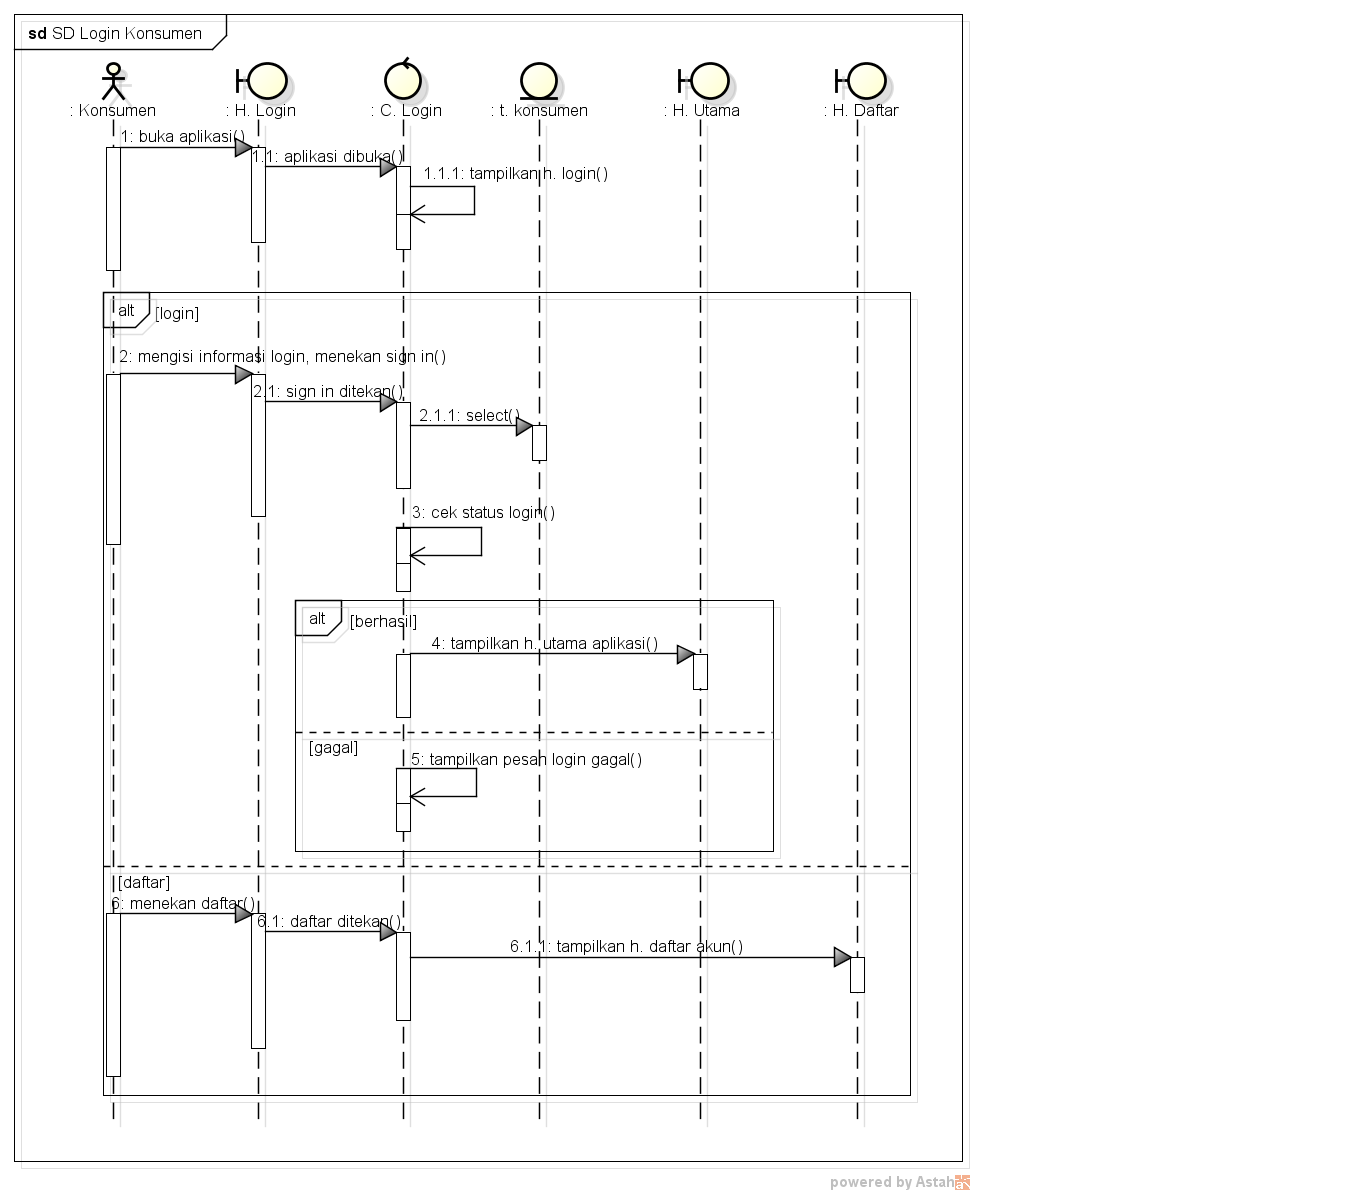 sd SD Login Konsumen
: Konsumen
: H. Login
: C. Login
: t. konsumen
: H. Utama
: H. Daftar
1: buka aplikasi()
1.1: aplikasi dibuka()
1.1.1: tampilkan h. login()
alt
[login]
2: mengisi informasi login, menekan sign in()
2.1: sign in ditekan()
2.1.1: select()
3: cek status login()
alt
[berhasil]
4: tampilkan h. utama aplikasi()
[gagal]
5: tampilkan pesan login gagal()
[daftar]
6: menekan daftar()
6.1: daftar ditekan()
6.1.1: tampilkan h. daftar akun()
powered by Astah